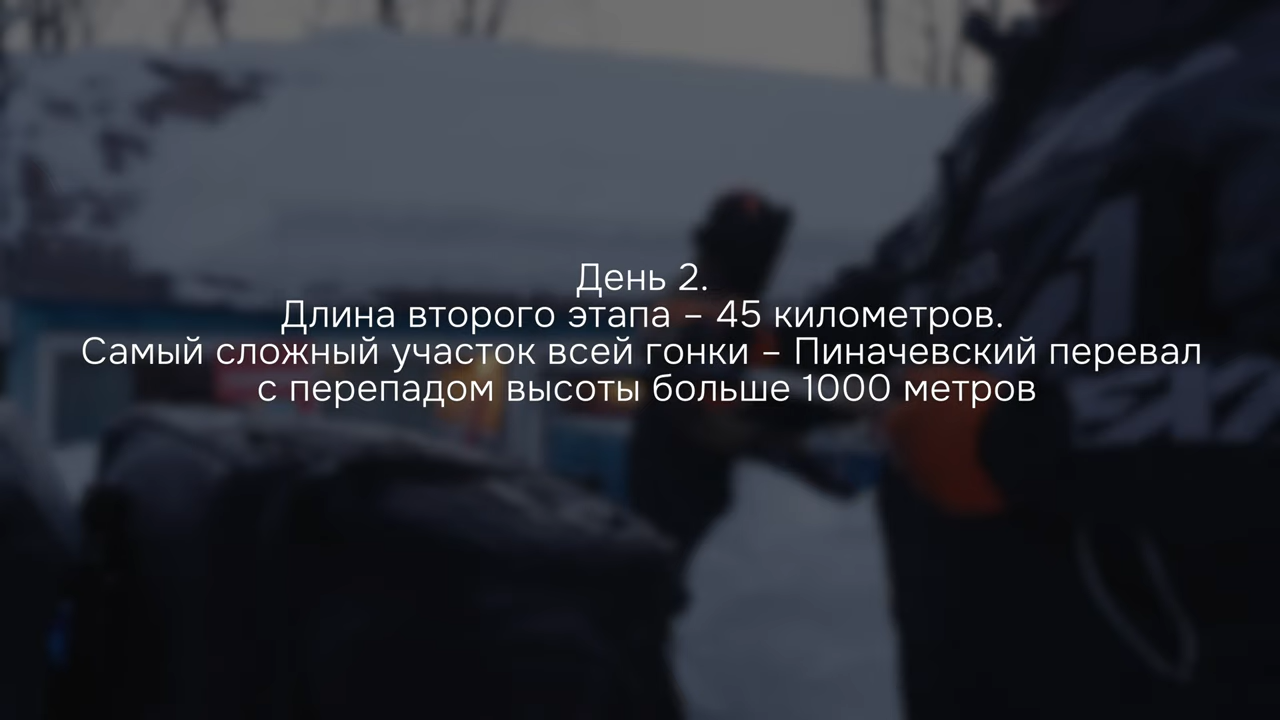 День 2.
Длина второго этапа – 45 километров.
Самый сложный участок всей гонки – Пиначевский перевал
с перепадом высоты больше 1000 метров